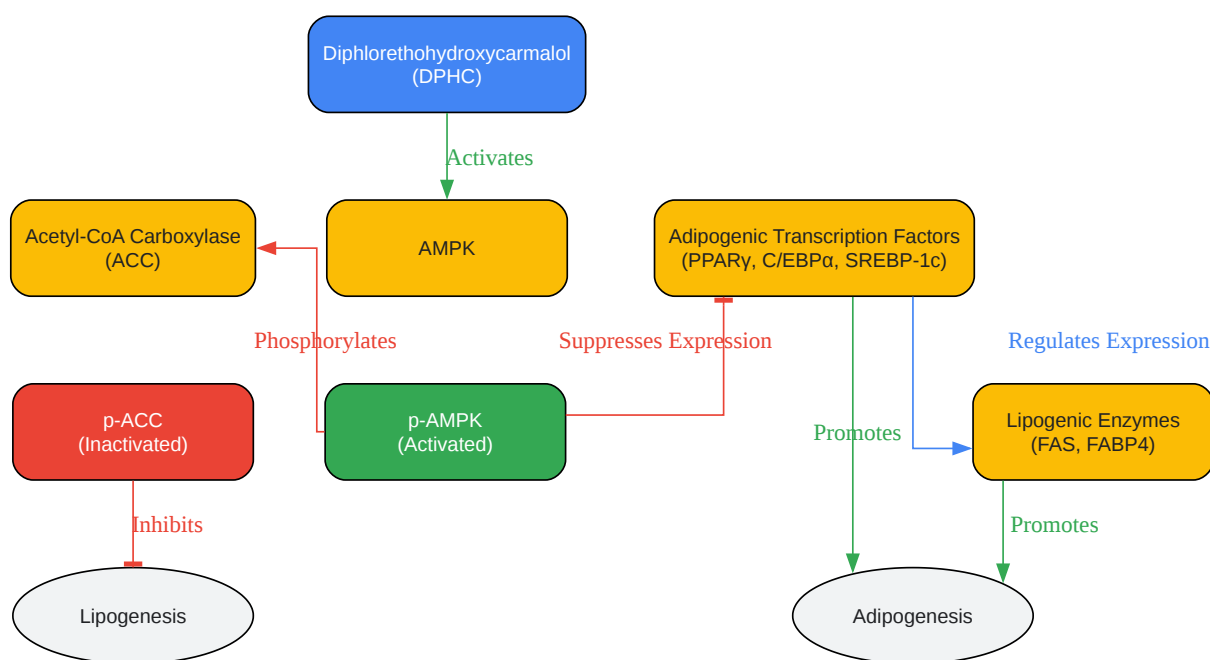 Diphlorethohydroxycarmalol
(DPHC)
Activates
Acetyl-CoA Carboxylase
(ACC)
AMPK
Adipogenic Transcription Factors
(PPARγ, C/EBPα, SREBP-1c)
Phosphorylates
Suppresses Expression
Regulates Expression
p-ACC
(Inactivated)
p-AMPK
(Activated)
Promotes
Lipogenic Enzymes
(FAS, FABP4)
Inhibits
Promotes
Lipogenesis
Adipogenesis